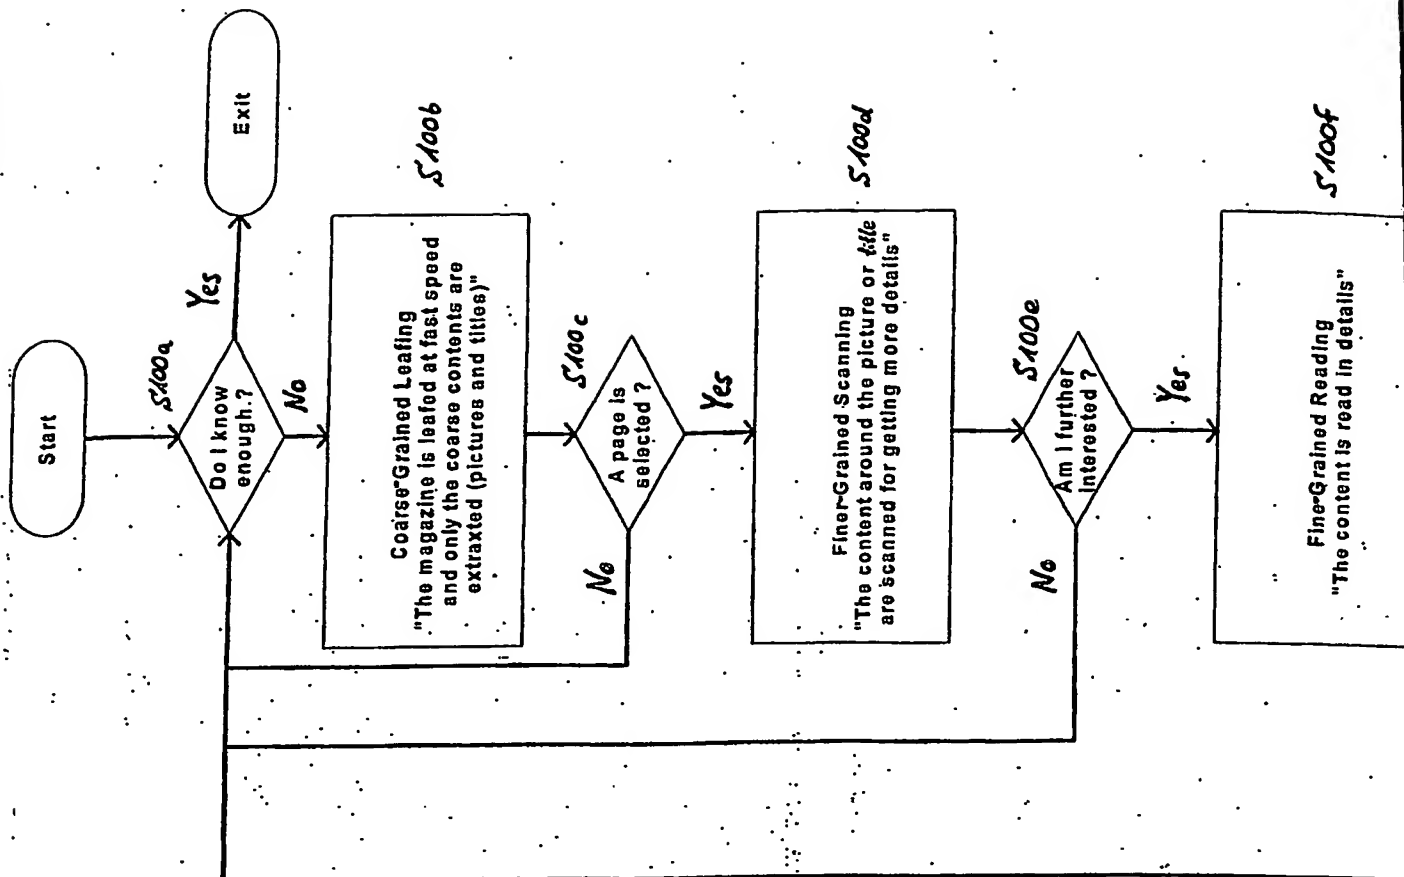 Start
S100a
Do I know
enough.?
Yes
Exit
No
S100b
Coarse-Grained Leafing
"The magazine is leafed at fast speed
and only the coarse contents are
extraxted (pictures and titles)"
S100c
A page is
selected ?
No
Yes
S100d
Finer-Grained Scanning
"The content around the picture or title
are scanned for getting more details"
S100e
Am I further
interested ?
No
Yes
S100f
Fine-Grained Reading
"The content is read in details"